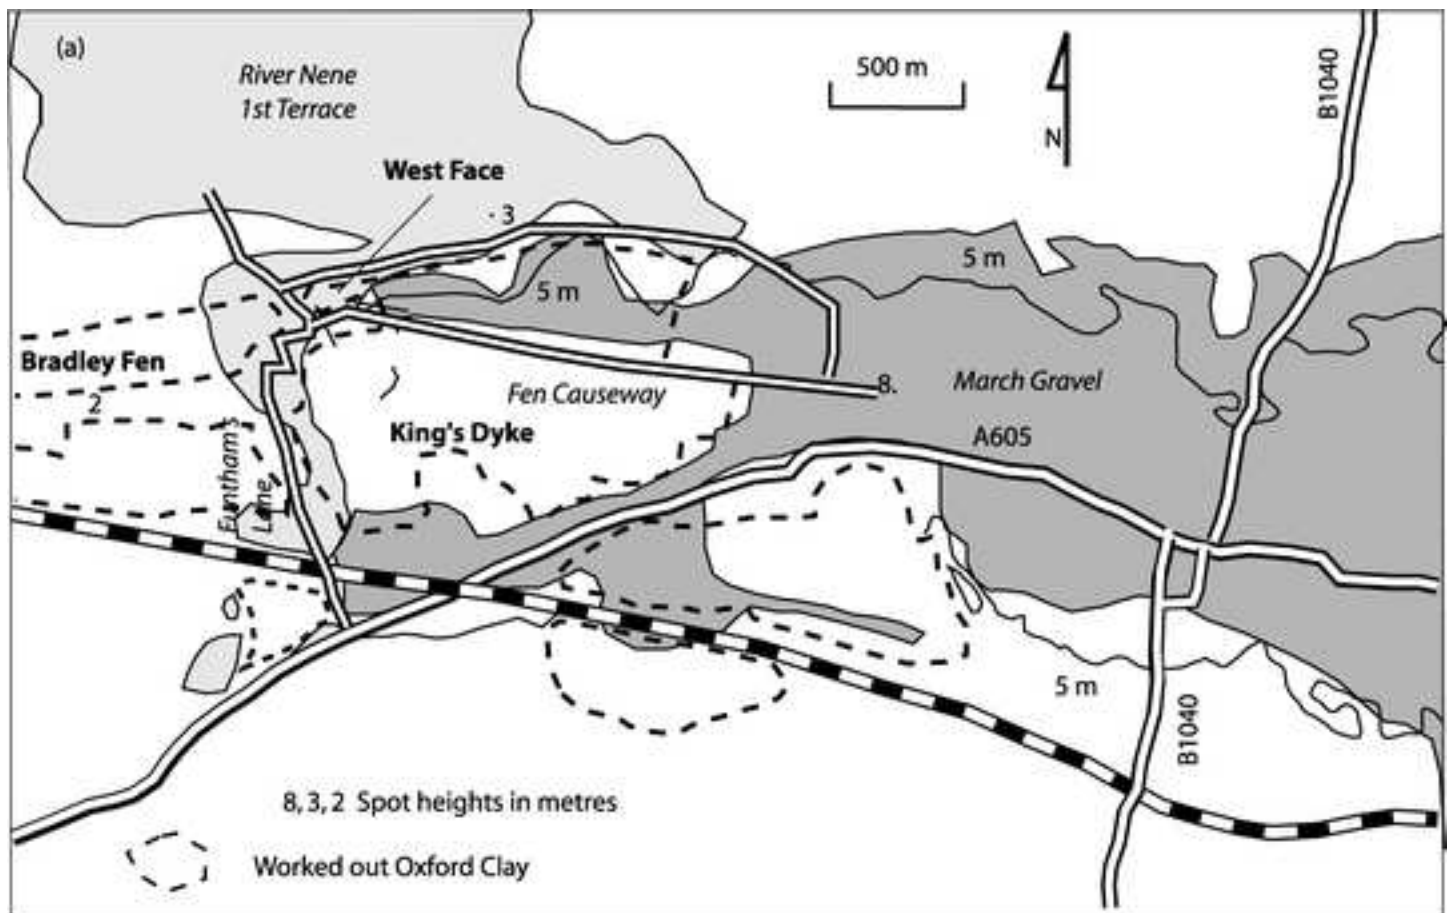 (a)
River Nene
1st Terrace
500 m
B1040
N
West Face
· 3
5 m
5 m
Bradley Fen
2
Fen Causeway
8.
March Gravel
King's Dyke
A605
Funtham's
Lane
5 m
B1040
8, 3, 2 Spot heights in metres
Worked out Oxford Clay